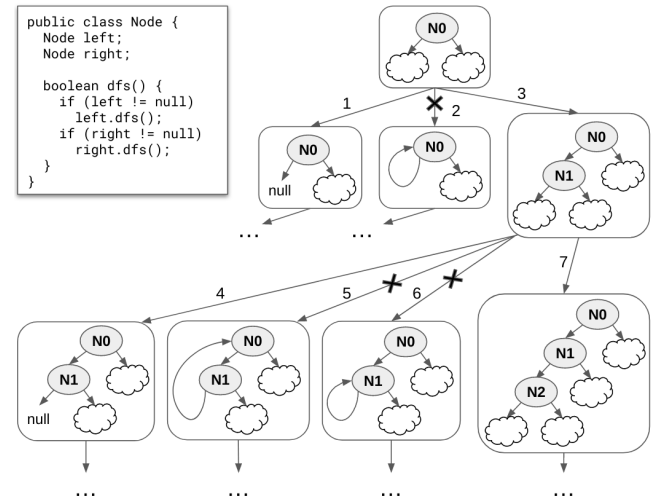 public class Node {
Node left;
Node right;
boolean dfs() {
if (left != null)
left.dfs();
if (right != null)
right.dfs();
}
}
N0
1
2
3
N0
null
N0
N0
N1
...
...
4
5
6
7
N0
N1
null
N0
N1
N0
N1
N0
N1
N2
...
...
...
...